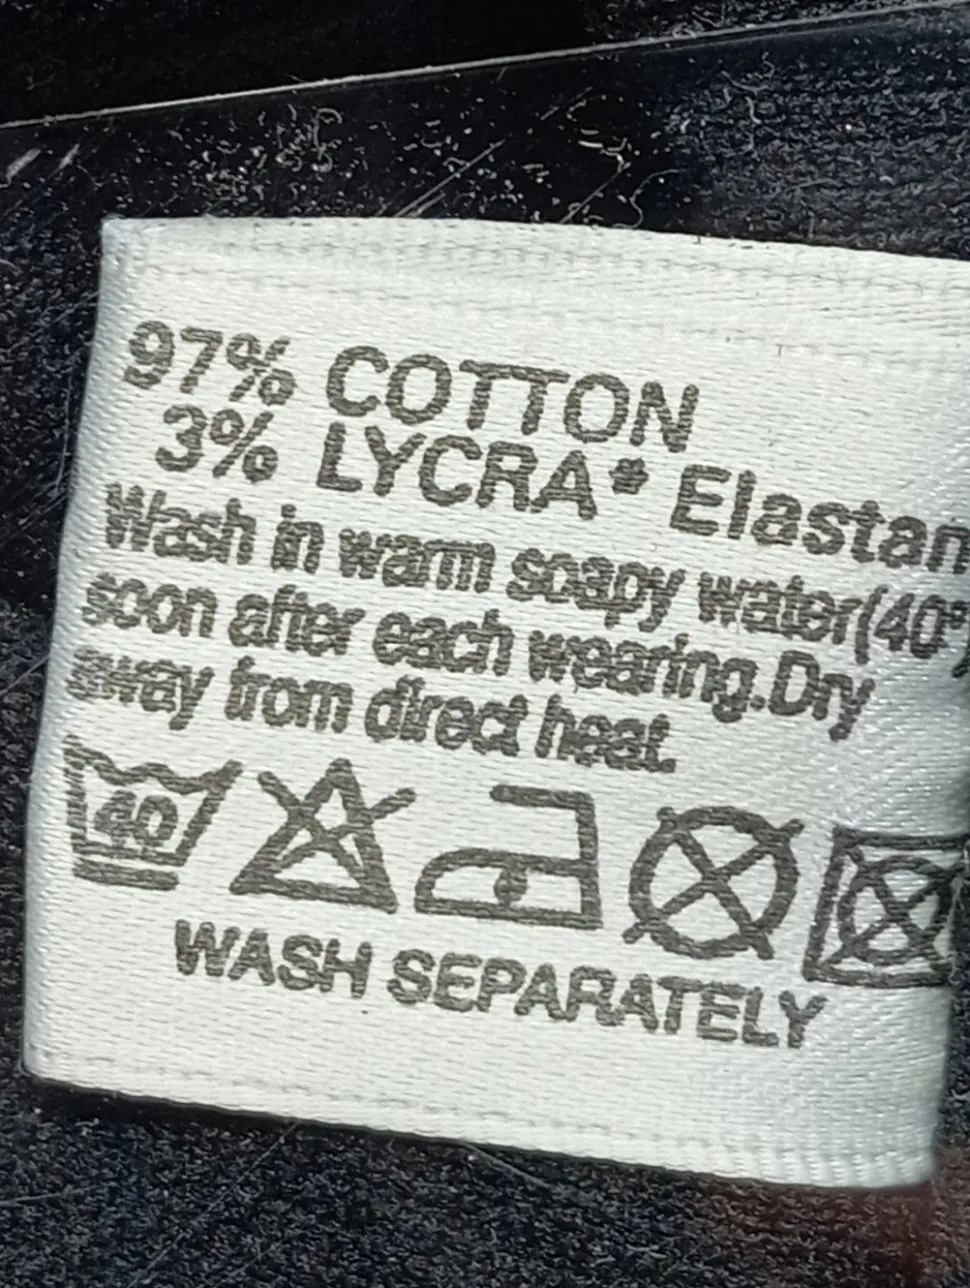 97% COTTON
3% LYCRA* Elastan
Wash in warm soapy water(40°)
soon after each wearing.Dry
away from direct heat.
40
WASH SEPARATELY